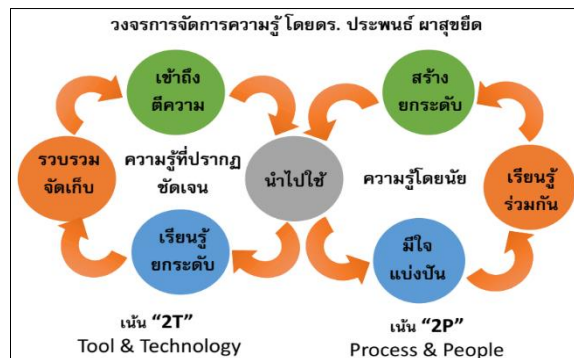 วงจรการจัดการความรู้ โดยดร. ประพนธ์ ผาสุขยืด
เข้าถึง
ตีความ
สร้าง
ยกระดับ
รวบรวม
จัดเก็บ
ความรู้ที่ปรากฏ
ชัดเจน
นำไปใช้
ความรู้โดยนัย
เรียนรู้
ร่วมกัน
เรียนรู้
ยกระดับ
มีใจ
แบ่งปัน
เน้น “2T”
Tool & Technology
เน้น “2P”
Process & People